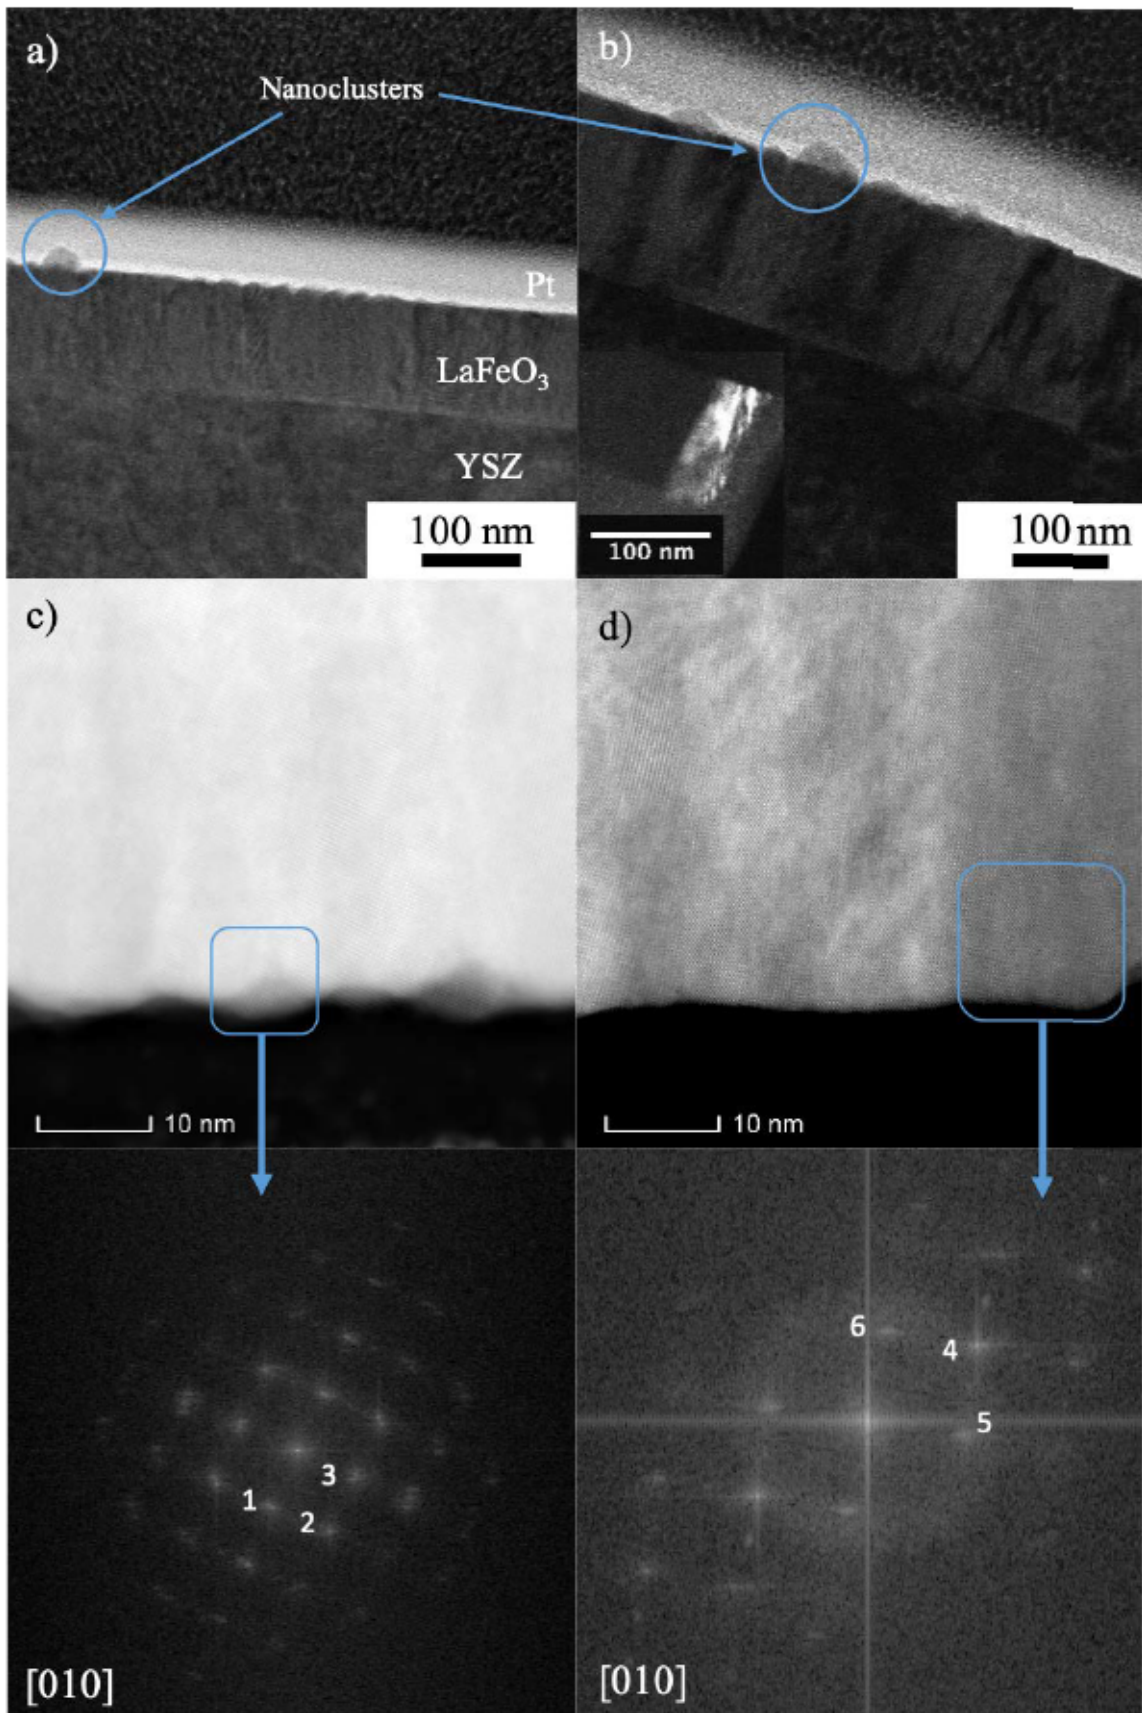 a)
b)
Nanoclusters
Pt
LaFeO₃
YSZ
100 nm
100 nm
100 nm
c)
d)
10 nm
10 nm
1
2
3
6
4
5
[010]
[010]